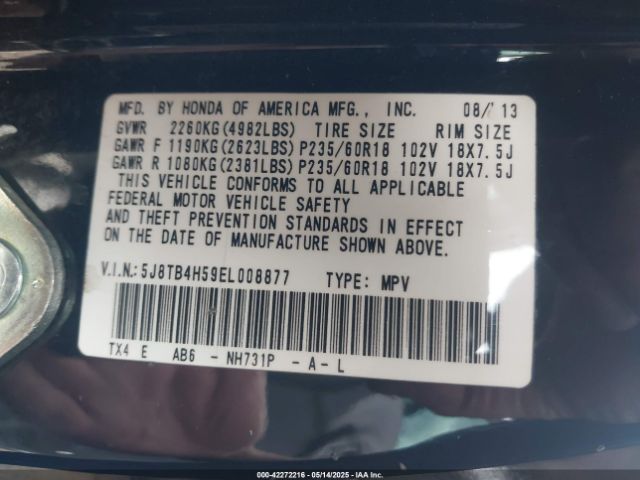 MFD. BY HONDA OF AMERICA MFG., INC. 08/13
GVWR 2260KG(4982LBS) TIRE SIZE RIM SIZE
GAWR F 1190KG(2623LBS) P235/60R18 102V 18X7.5J
GAWR R 1080KG(2381LBS) P235/60R18 102V 18X7.5J
THIS VEHICLE CONFORMS TO ALL APPLICABLE
FEDERAL MOTOR VEHICLE SAFETY
AND THEFT PREVENTION STANDARDS IN EFFECT
ON THE DATE OF MANUFACTURE SHOWN ABOVE.
V.I.N.:5J8TB4H59EL008877 TYPE: MPV
TX4 E AB6 - NH731P - A - L
000-42272216 - 05/14/2025 - IAA Inc.